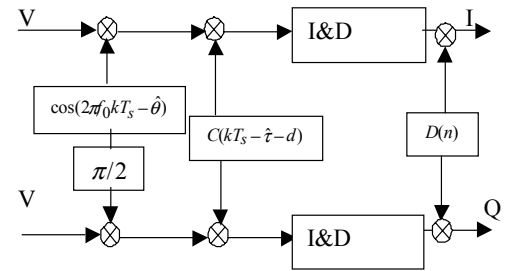 V
I&D
I
cos(2πf₀kTₛ−θ̂)
C(kTₛ−τ̂−d)
D(n)
π/2
V
I&D
Q